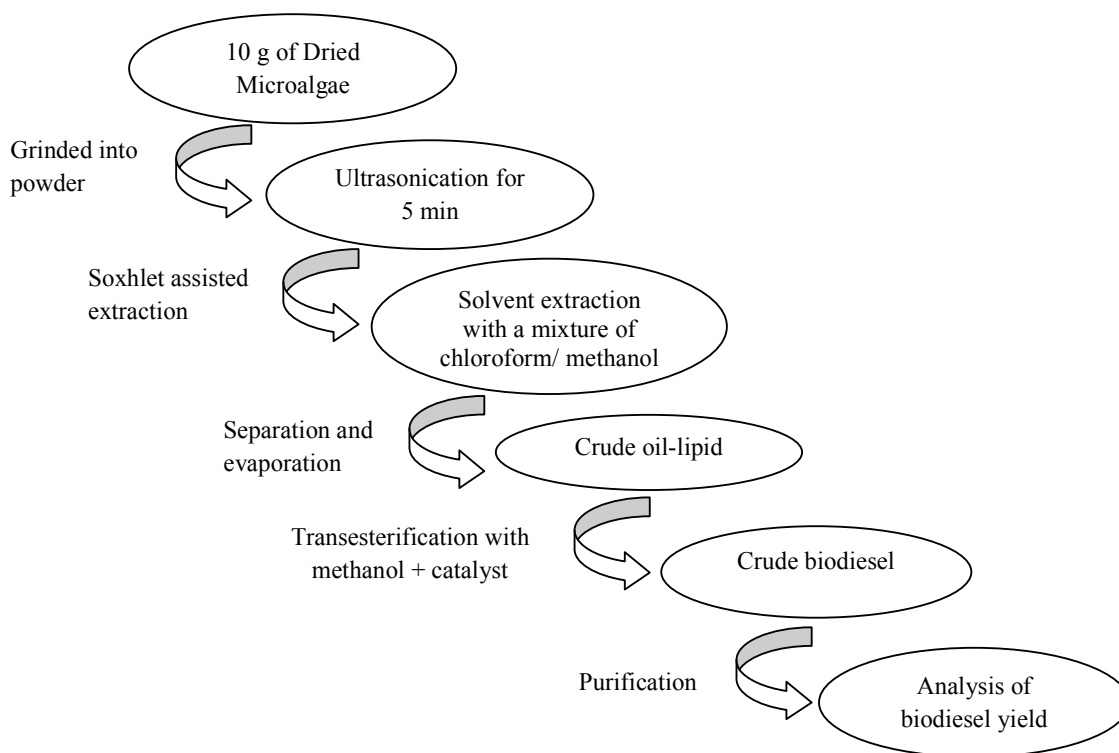 10 g of Dried
Microalgae
Grinded into
powder
Ultrasonication for
5 min
Soxhlet assisted
extraction
Solvent extraction
with a mixture of
chloroform/ methanol
Separation and
evaporation
Crude oil-lipid
Transesterification with
methanol + catalyst
Crude biodiesel
Purification
Analysis of
biodiesel yield